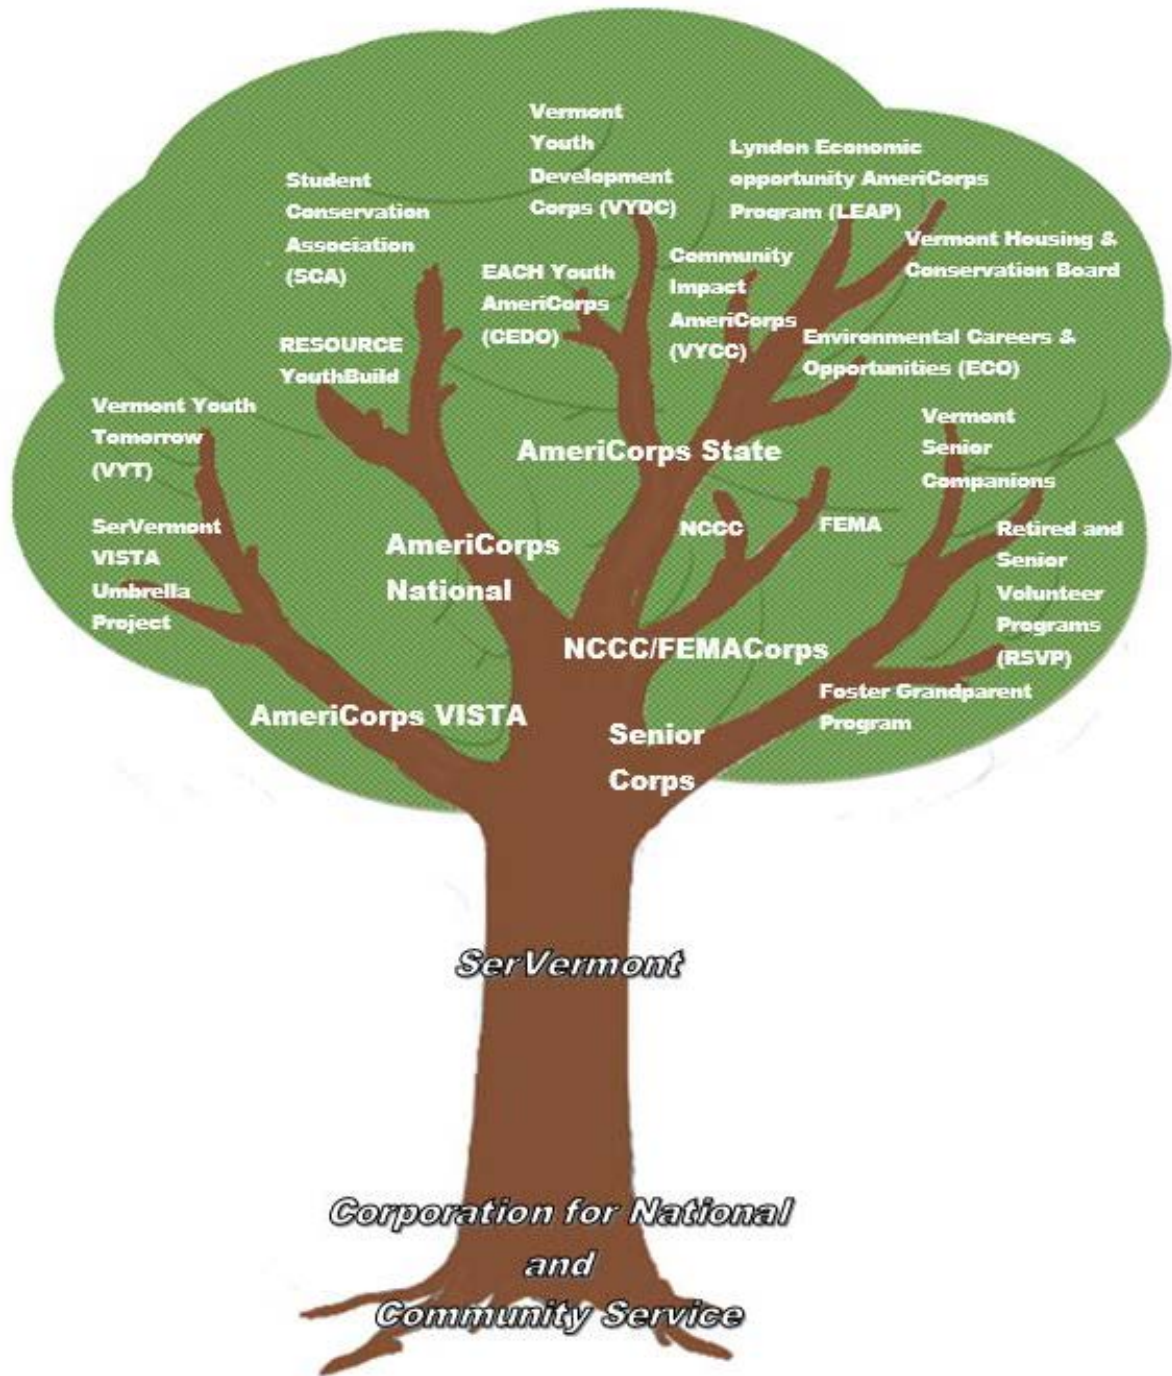 Vermont
Youth
Development
Corps (VYDC)
Lyndon Economic
opportunity AmeriCorps
Program (LEAP)
Student
Conservation
Association
(SCA)
Vermont Housing &
Conservation Board
EACH Youth
AmeriCorps
(CEDO)
Community
Impact
AmeriCorps
(VYCC)
RESOURCE
YouthBuild
Environmental Careers &
Opportunities (ECO)
Vermont Youth
Tomorrow
(VYT)
Vermont
Senior
Companions
AmeriCorps State
SerVermont
VISTA
Umbrella
Project
AmeriCorps
National
NCCC
FEMA
Retired and
Senior
Volunteer
Programs
(RSVP)
NCCC/FEMACorps
Foster Grandparent
Program
AmeriCorps VISTA
Senior
Corps
SerVermont
Corporation for National
and
Community Service